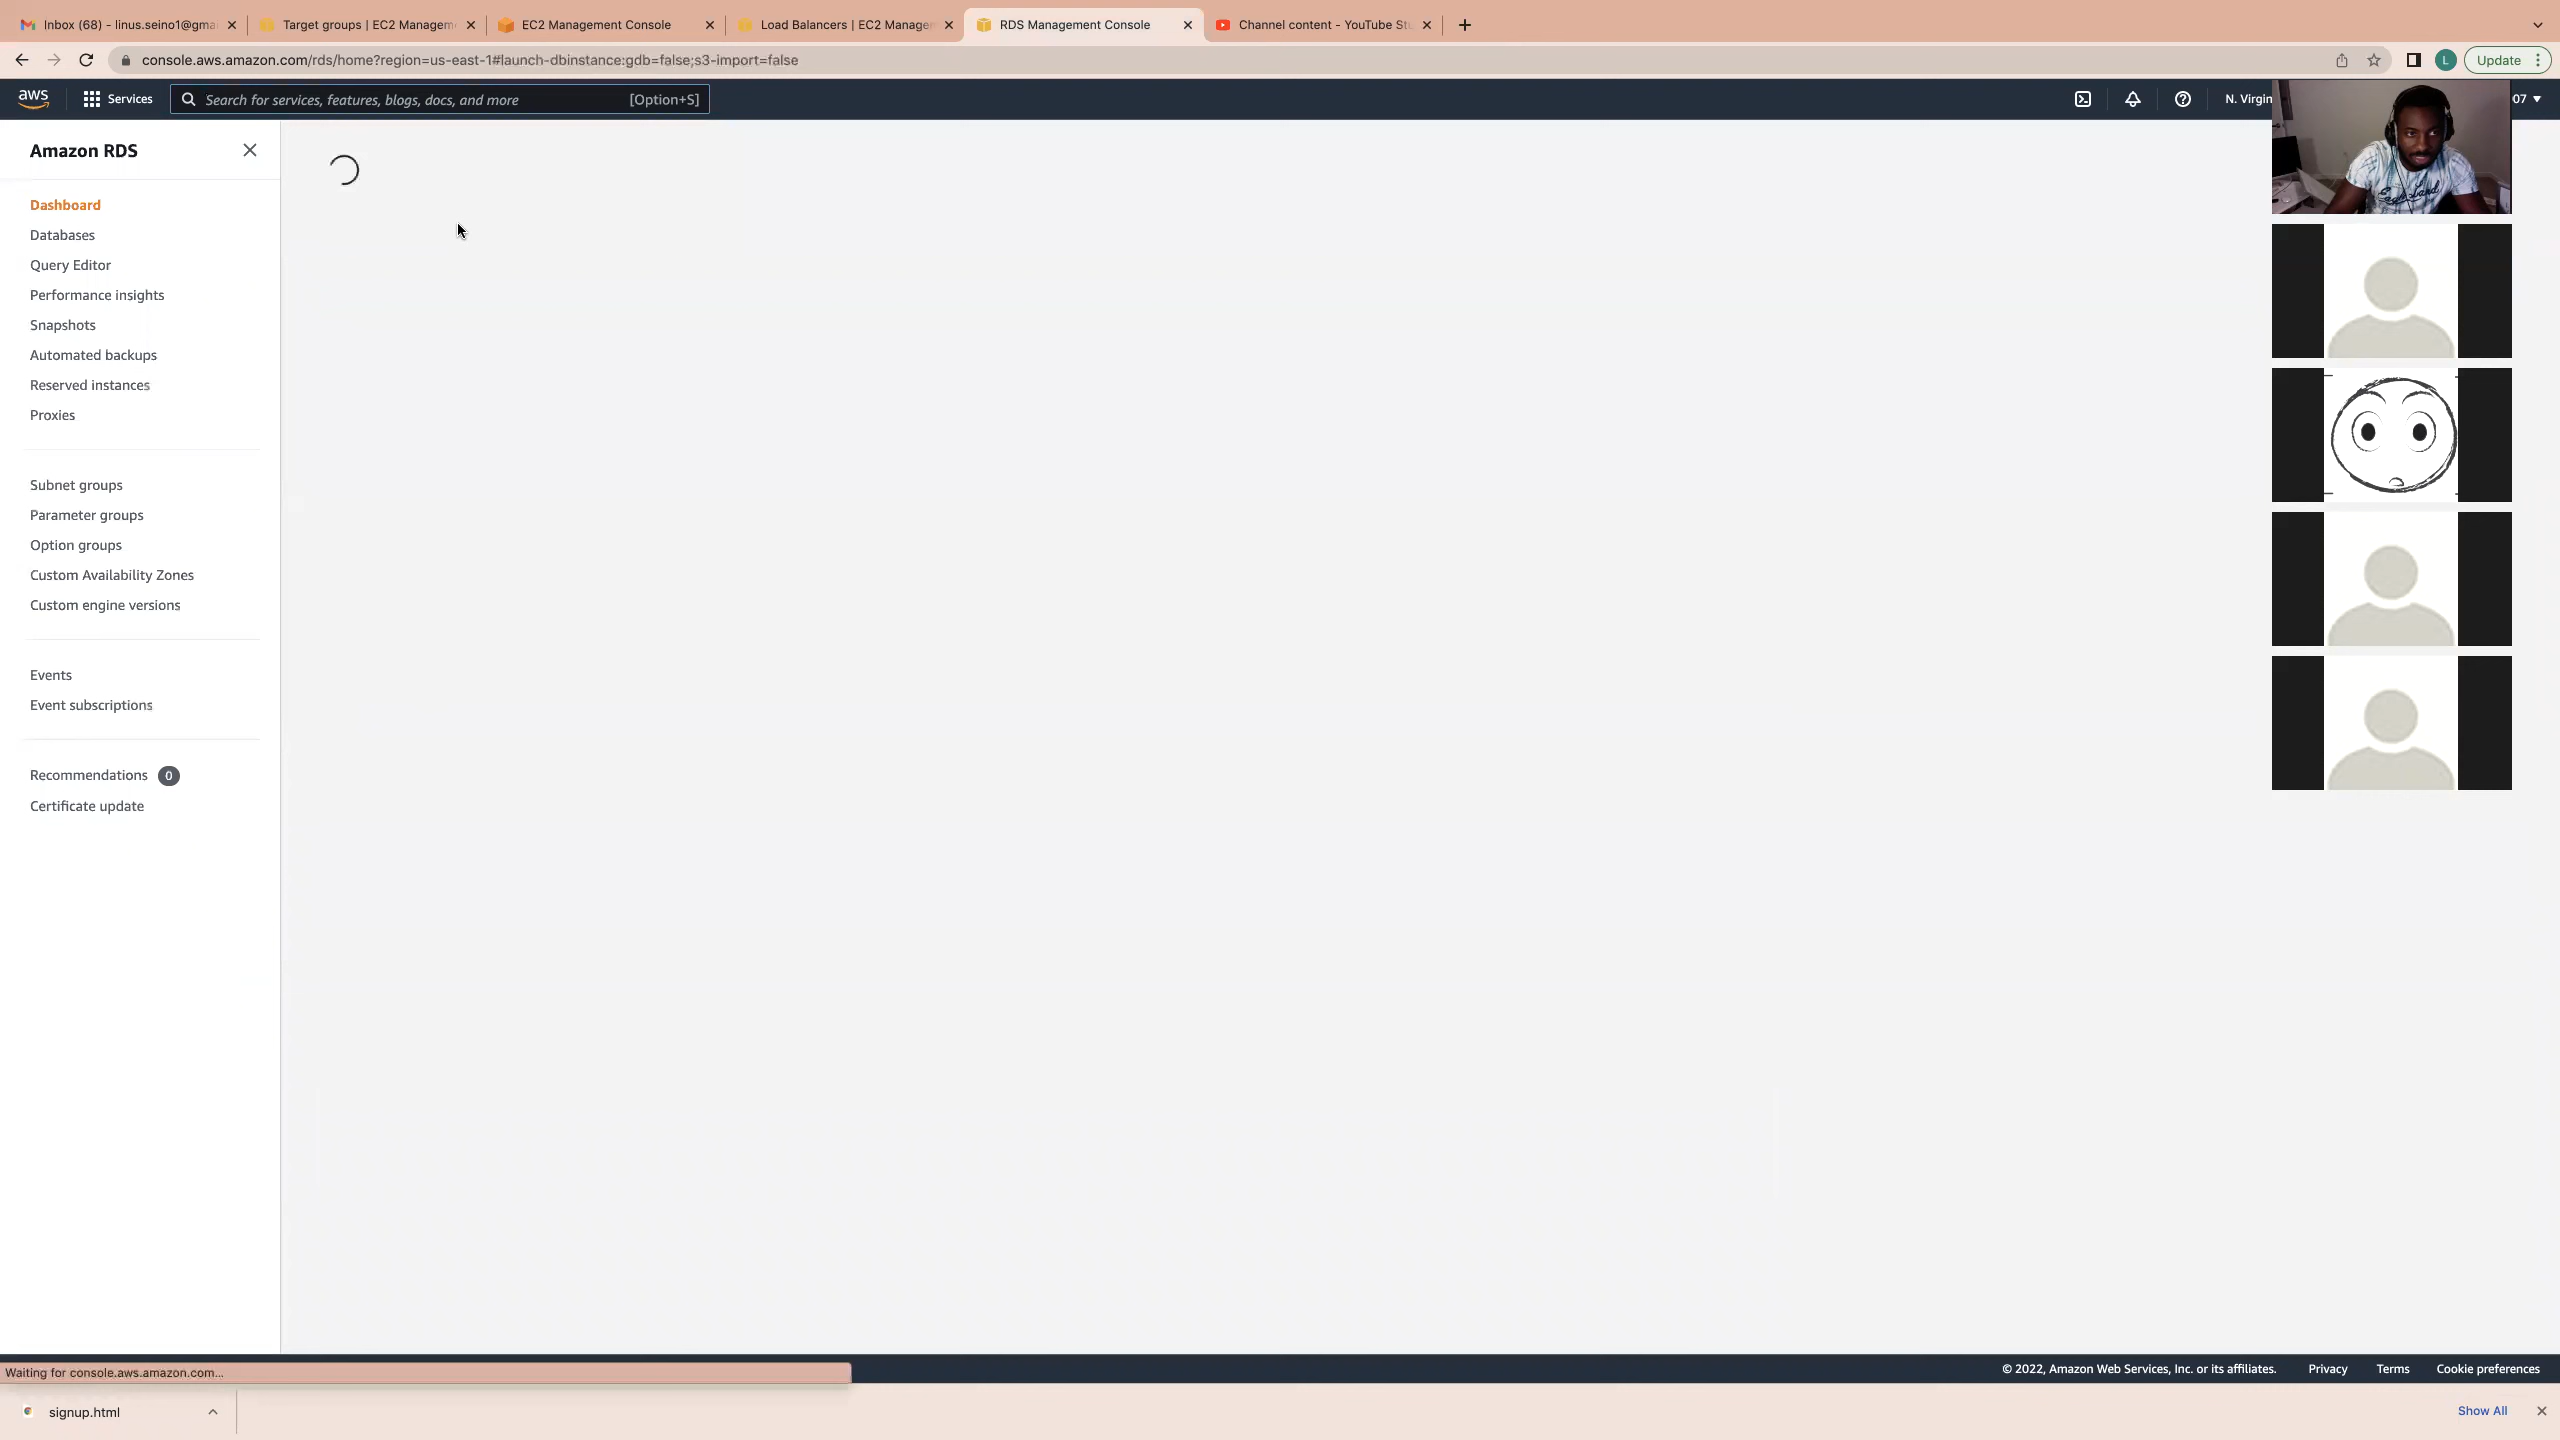 Inbox (68) - linus.seino1@gma
Target groups | EC2 Managem
EC2 Management Console
Load Balancers | EC2 Manage
RDS Management Console
Channel content - YouTube St
console.aws.amazon.com/rds/home?region=us-east-1#launch-dbinstance:gdb=false;s3-import=false
L
Update
aws
Services
Search for services, features, blogs, docs, and more
[Option+S]
N. Virgin
07
Amazon RDS
Dashboard
Databases
Query Editor
Performance insights
Snapshots
Automated backups
Reserved instances
Proxies
Subnet groups
Parameter groups
Option groups
Custom Availability Zones
Custom engine versions
Events
Event subscriptions
Recommendations 0
Certificate update
Waiting for console.aws.amazon.com...
© 2022, Amazon Web Services, Inc. or its affiliates.
Privacy
Terms
Cookie preferences
signup.html
Show All